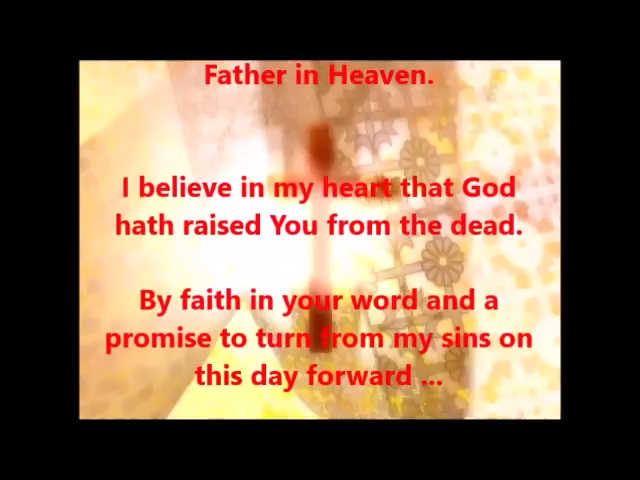 Father in Heaven.
I believe in my heart that God
hath raised You from the dead.
By faith in your word and a
promise to turn from my sins on
this day forward ...